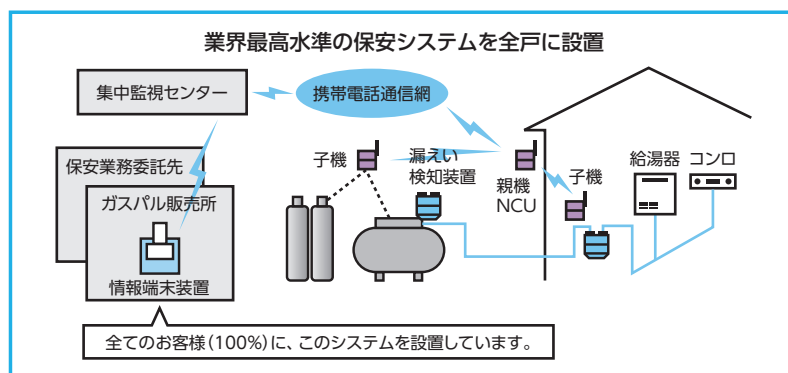 業界最高水準の保安システムを全戸に設置
集中監視センター
携帯電話通信網
保安業務委託先
ガスパル販売所
情報端末装置
子機
漏えい
検知装置
親機
NCU
子機
給湯器
コンロ
全てのお客様(100%)に、このシステムを設置しています。